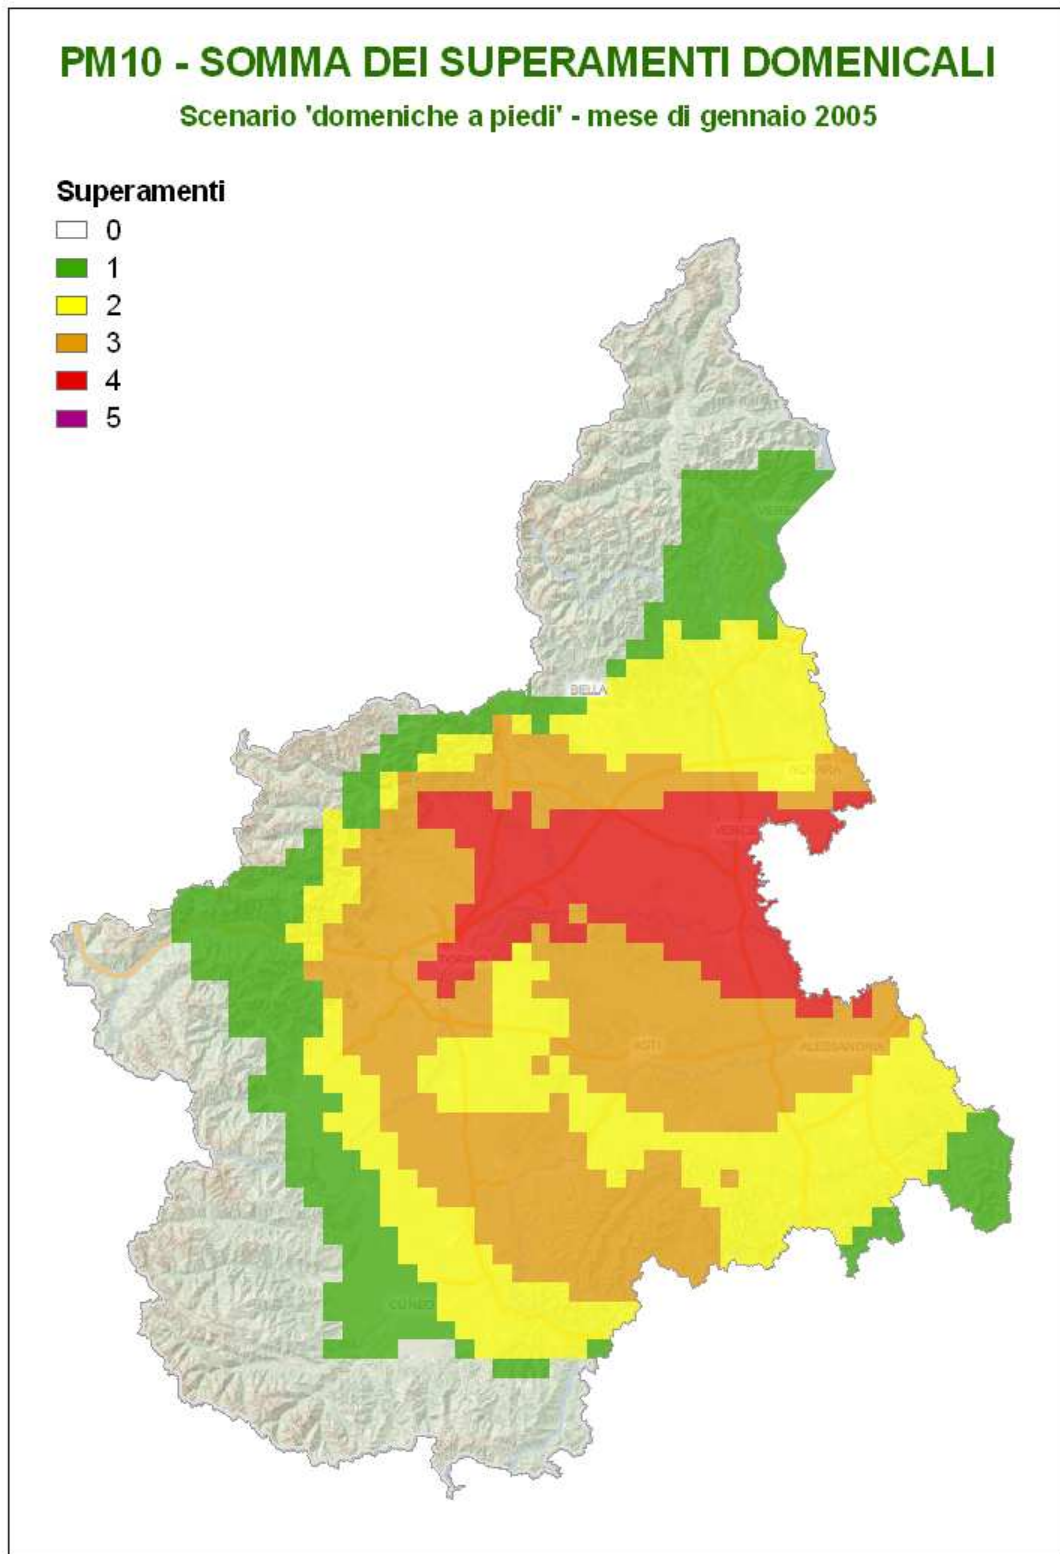 PM10 - SOMMA DEI SUPERAMENTI DOMENICALI
Scenario 'domeniche a piedi' - mese di gennaio 2005
Superamenti
0
1
2
3
4
5
BIELLA
ASTI
ALESSANDRIA
CUNEO